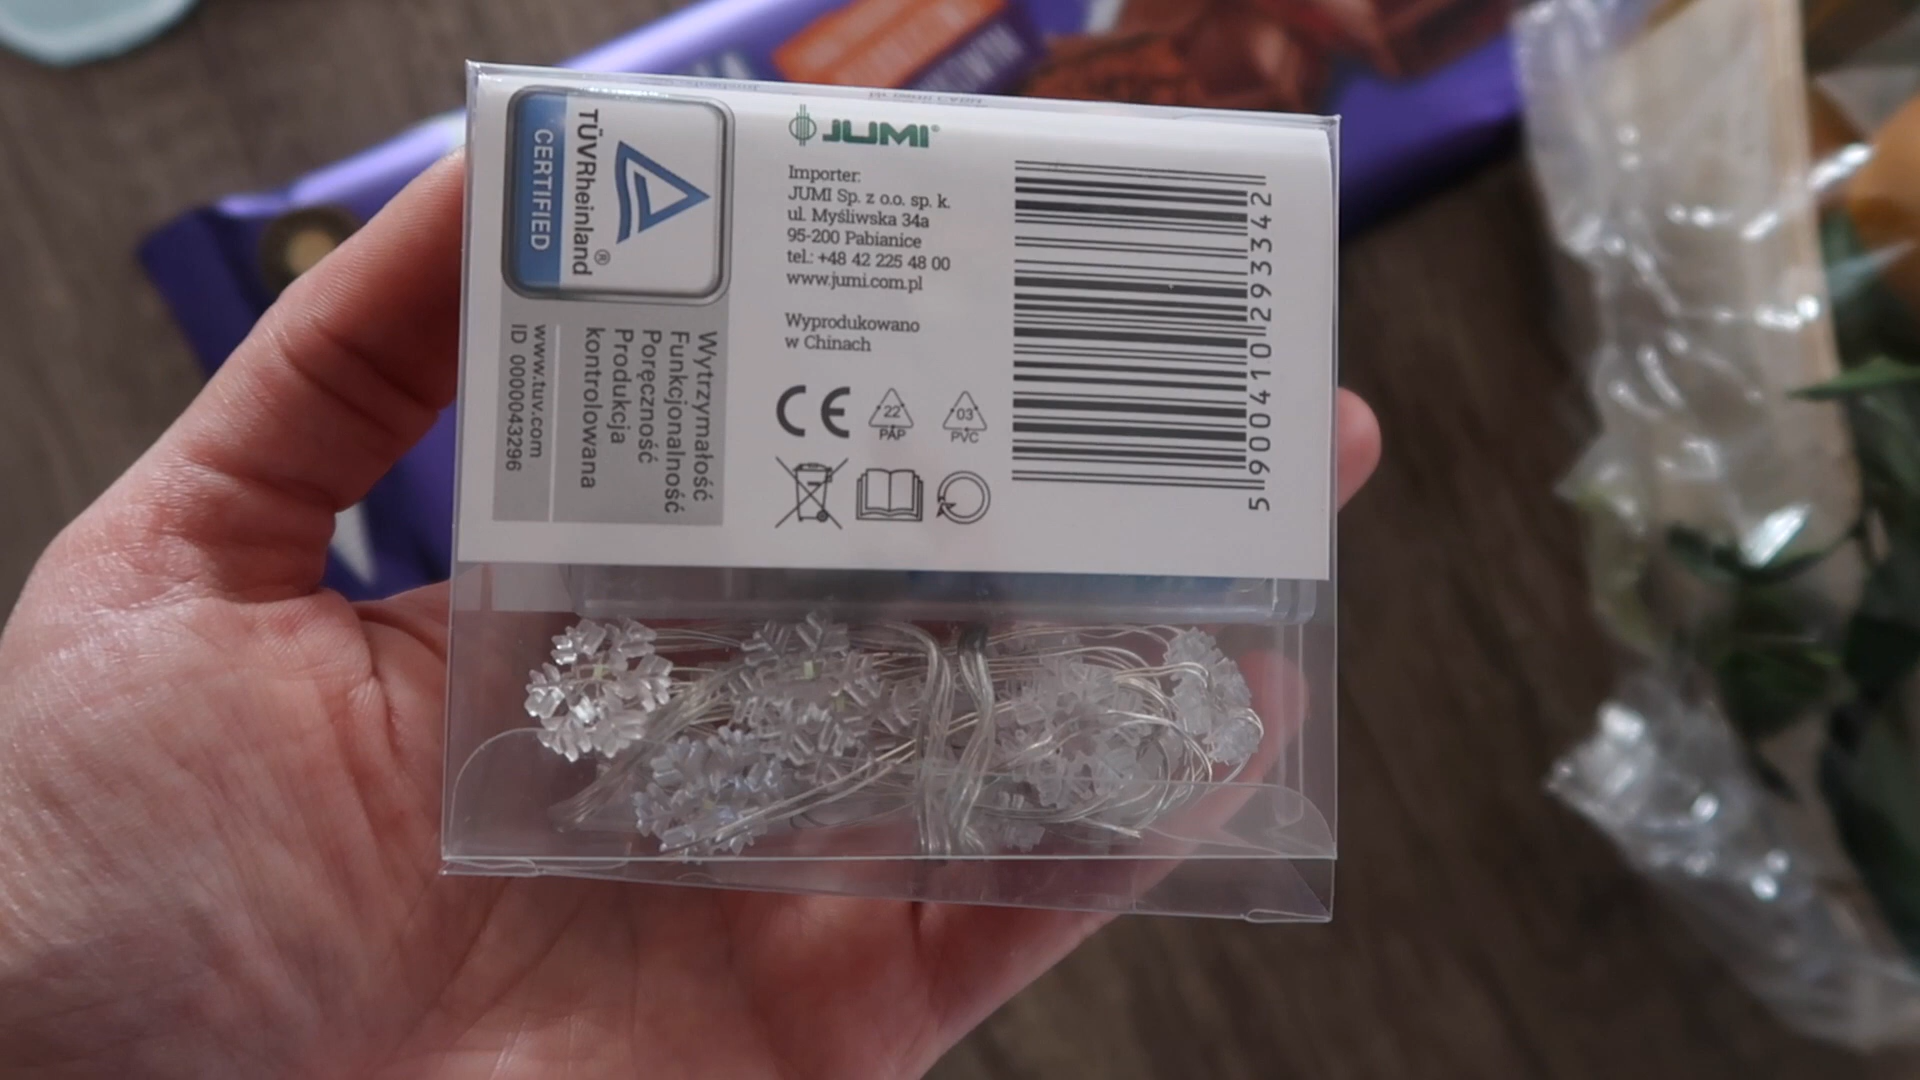 TÜVRheinland®
CERTIFIED
Wytrzymałość
Funkcjonalność
Poręczność
Produkcja
kontrolowana
www.tuv.com
ID 0000043296
JUMI®
Importer:
JUMI Sp. z o.o. sp. k.
ul. Myśliwska 34a
95-200 Pabianice
tel.: +48 42 225 48 00
www.jumi.com.pl
Wyprodukowano
w Chinach
CE
22
PAP
03
PVC
5 900410 293342